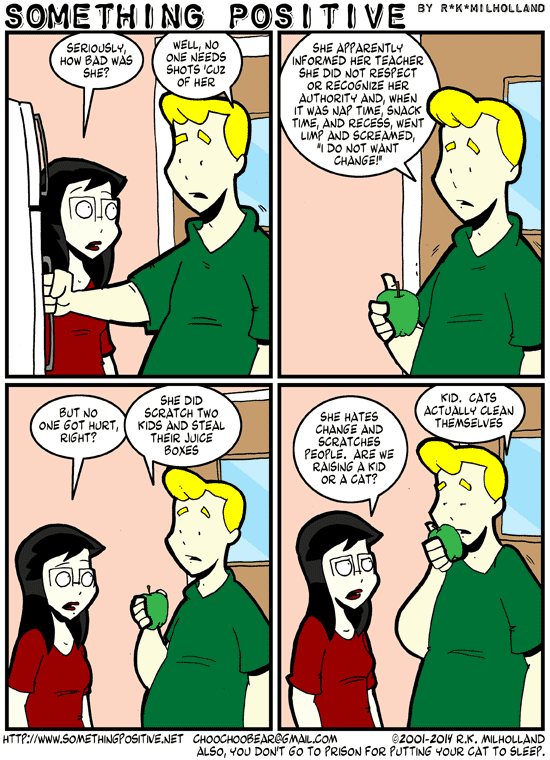 SOMETHING POSITIVE BY R*K*MILHOLLAND
SERIOUSLY,
HOW BAD WAS
SHE?
WELL, NO
ONE NEEDS
SHOTS 'CUZ
OF HER
SHE APPARENTLY
INFORMED HER TEACHER
SHE DID NOT RESPECT
OR RECOGNIZE HER
AUTHORITY AND, WHEN
IT WAS NAP TIME, SNACK
TIME, AND RECESS, WENT
LIMP AND SCREAMED,
"I DO NOT WANT
CHANGE!"
BUT NO
ONE GOT HURT,
RIGHT?
SHE DID
SCRATCH TWO
KIDS AND STEAL
THEIR JUICE
BOXES
SHE HATES
CHANGE AND
SCRATCHES
PEOPLE. ARE WE
RAISING A KID
OR A CAT?
KID. CATS
ACTUALLY CLEAN
THEMSELVES
HTTP://WWW.SOMETHINGPOSITIVE.NET CHOOCHOOBEAR@GMAIL.COM ©2001-2014 R.K. MILHOLLAND
ALSO, YOU DON'T GO TO PRISON FOR PUTTING YOUR CAT TO SLEEP.